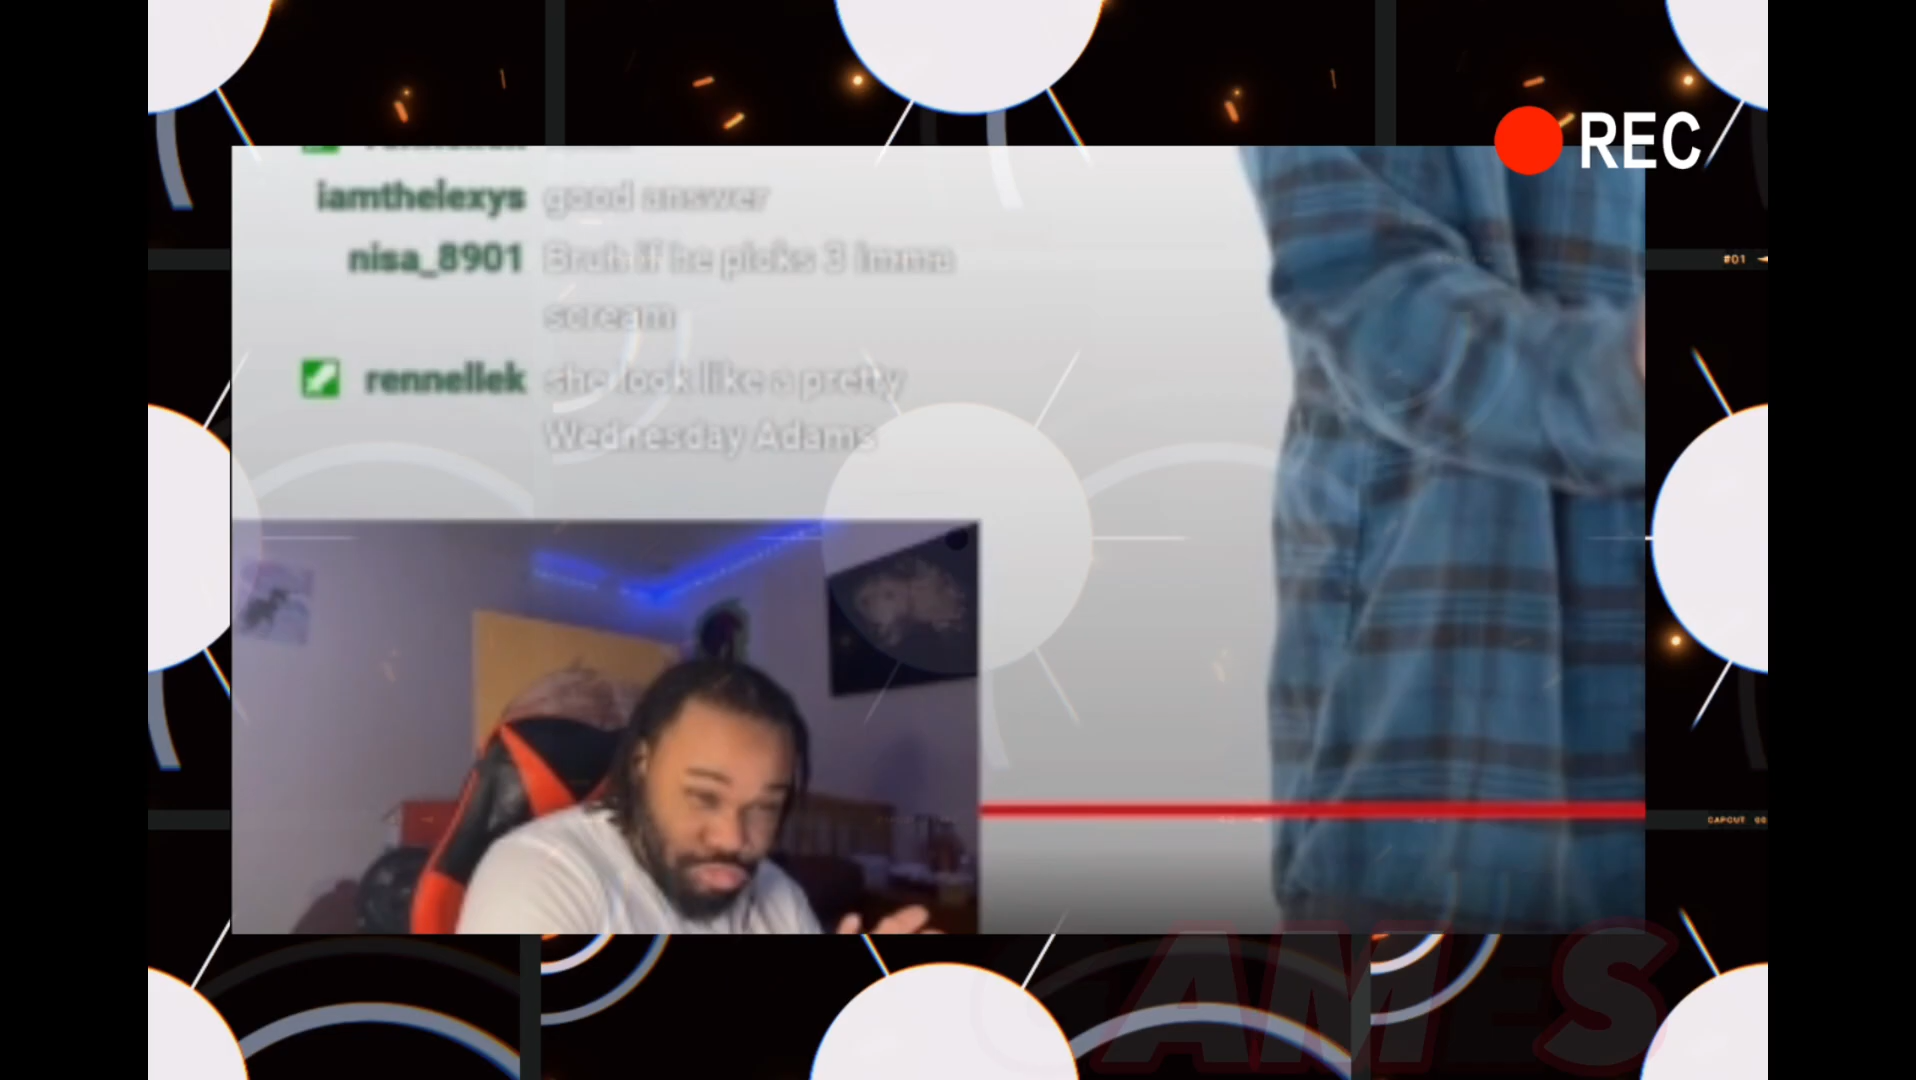 REC
iamthelexys good answer
#01
nisa_8901 Bruh if he picks 3 imma
scream
rennellek she look like a pretty
Wednesday Adams
CAPCUT
AMES